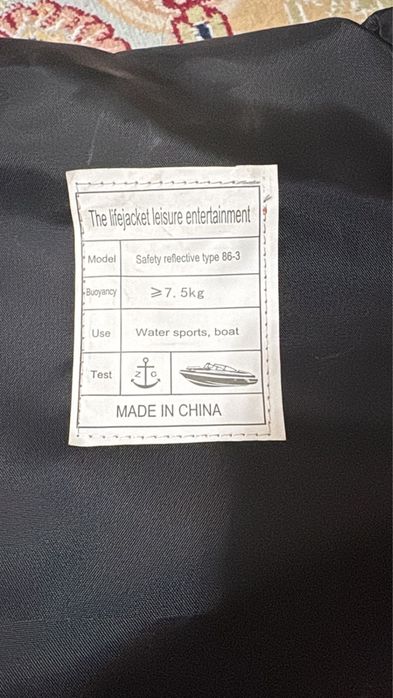 The lifejacket leisure entertainment
Model Safety reflective type 86-3
Buoyancy ≥7.5kg
Use Water sports, boat
Test Z C
MADE IN CHINA